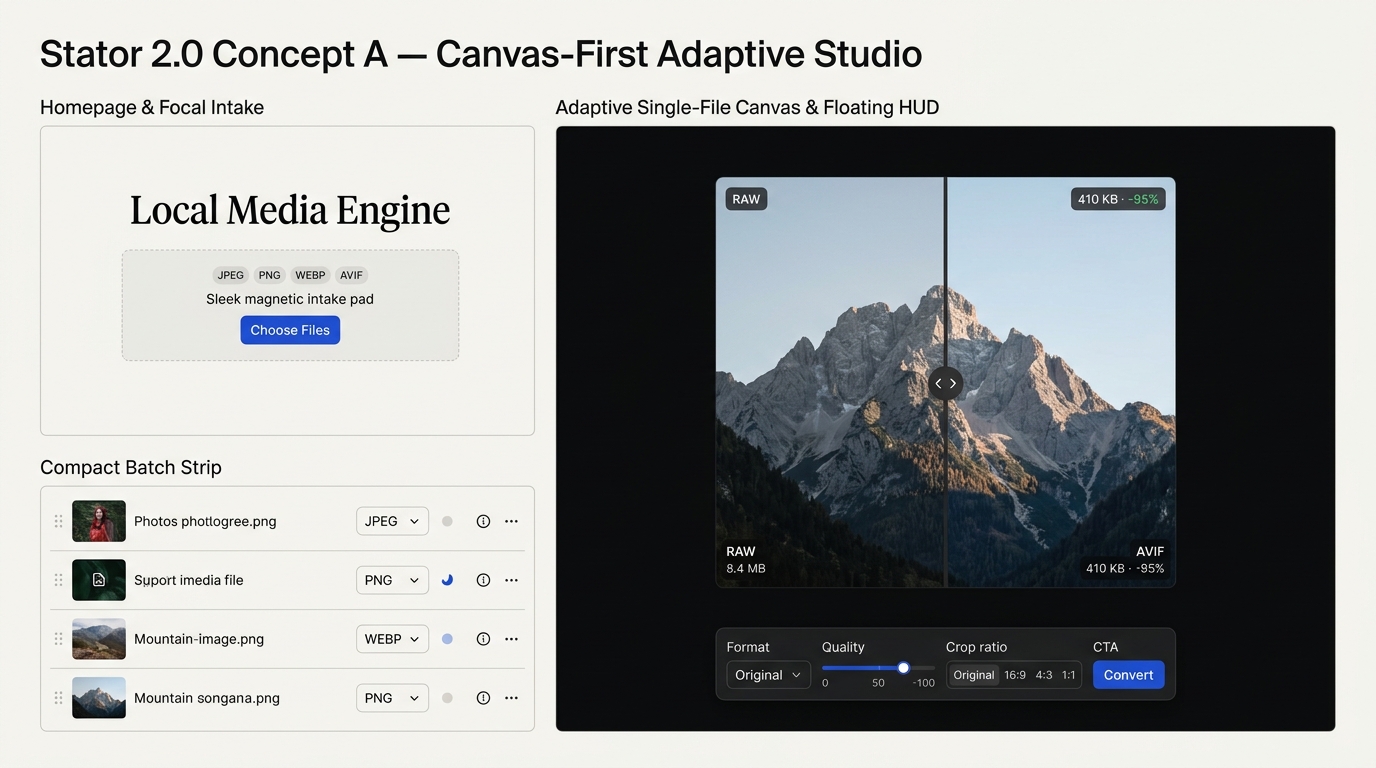 Stator 2.0 Concept A — Canvas-First Adaptive Studio
Homepage & Focal Intake
Local Media Engine
JPEG PNG WEBP AVIF
Sleek magnetic intake pad
Choose Files
Compact Batch Strip
Photos photlogree.png JPEG
Suport imedia file PNG
Mountain-image.png WEBP
Mountain songana.png PNG
Adaptive Single-File Canvas & Floating HUD
RAW 410 KB · -95%
RAW AVIF
8.4 MB 410 KB · -95%
Format Quality Crop ratio CTA
Original Original 16:9 4:3 1:1 Convert
0 50 -100